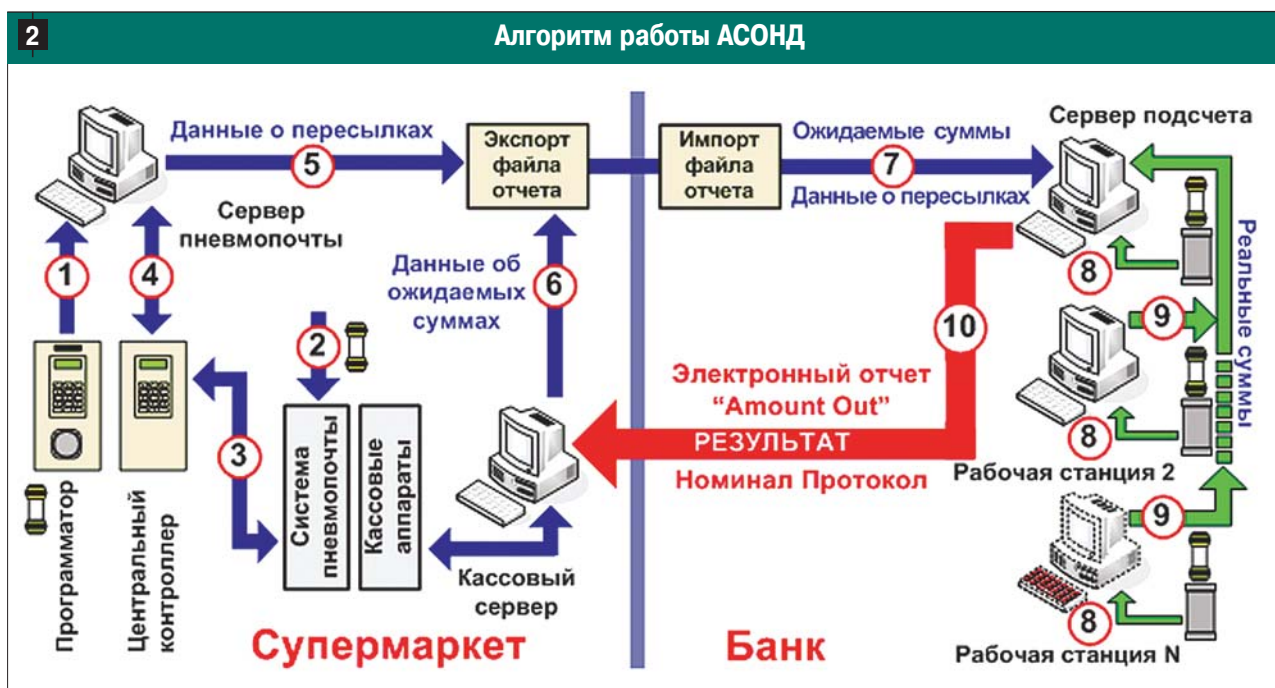 2
Алгоритм работы АСОНД
Данные о пересылках
5
Экспорт
файла
отчета
Импорт
файла
отчета
Ожидаемые суммы
7
Данные о пересылках
Сервер подсчета
Сервер
пневмопочты
1
4
Данные об
ожидаемых
суммах
6
2
3
8
9
10
Реальные суммы
Электронный отчет
“Amount Out”
РЕЗУЛЬТАТ
Номинал Протокол
8
Рабочая станция 2
9
8
Рабочая станция N
Программатор
Центральный
контроллер
Система
пневмопочты
Кассовые
аппараты
Кассовый
сервер
Супермаркет
Банк